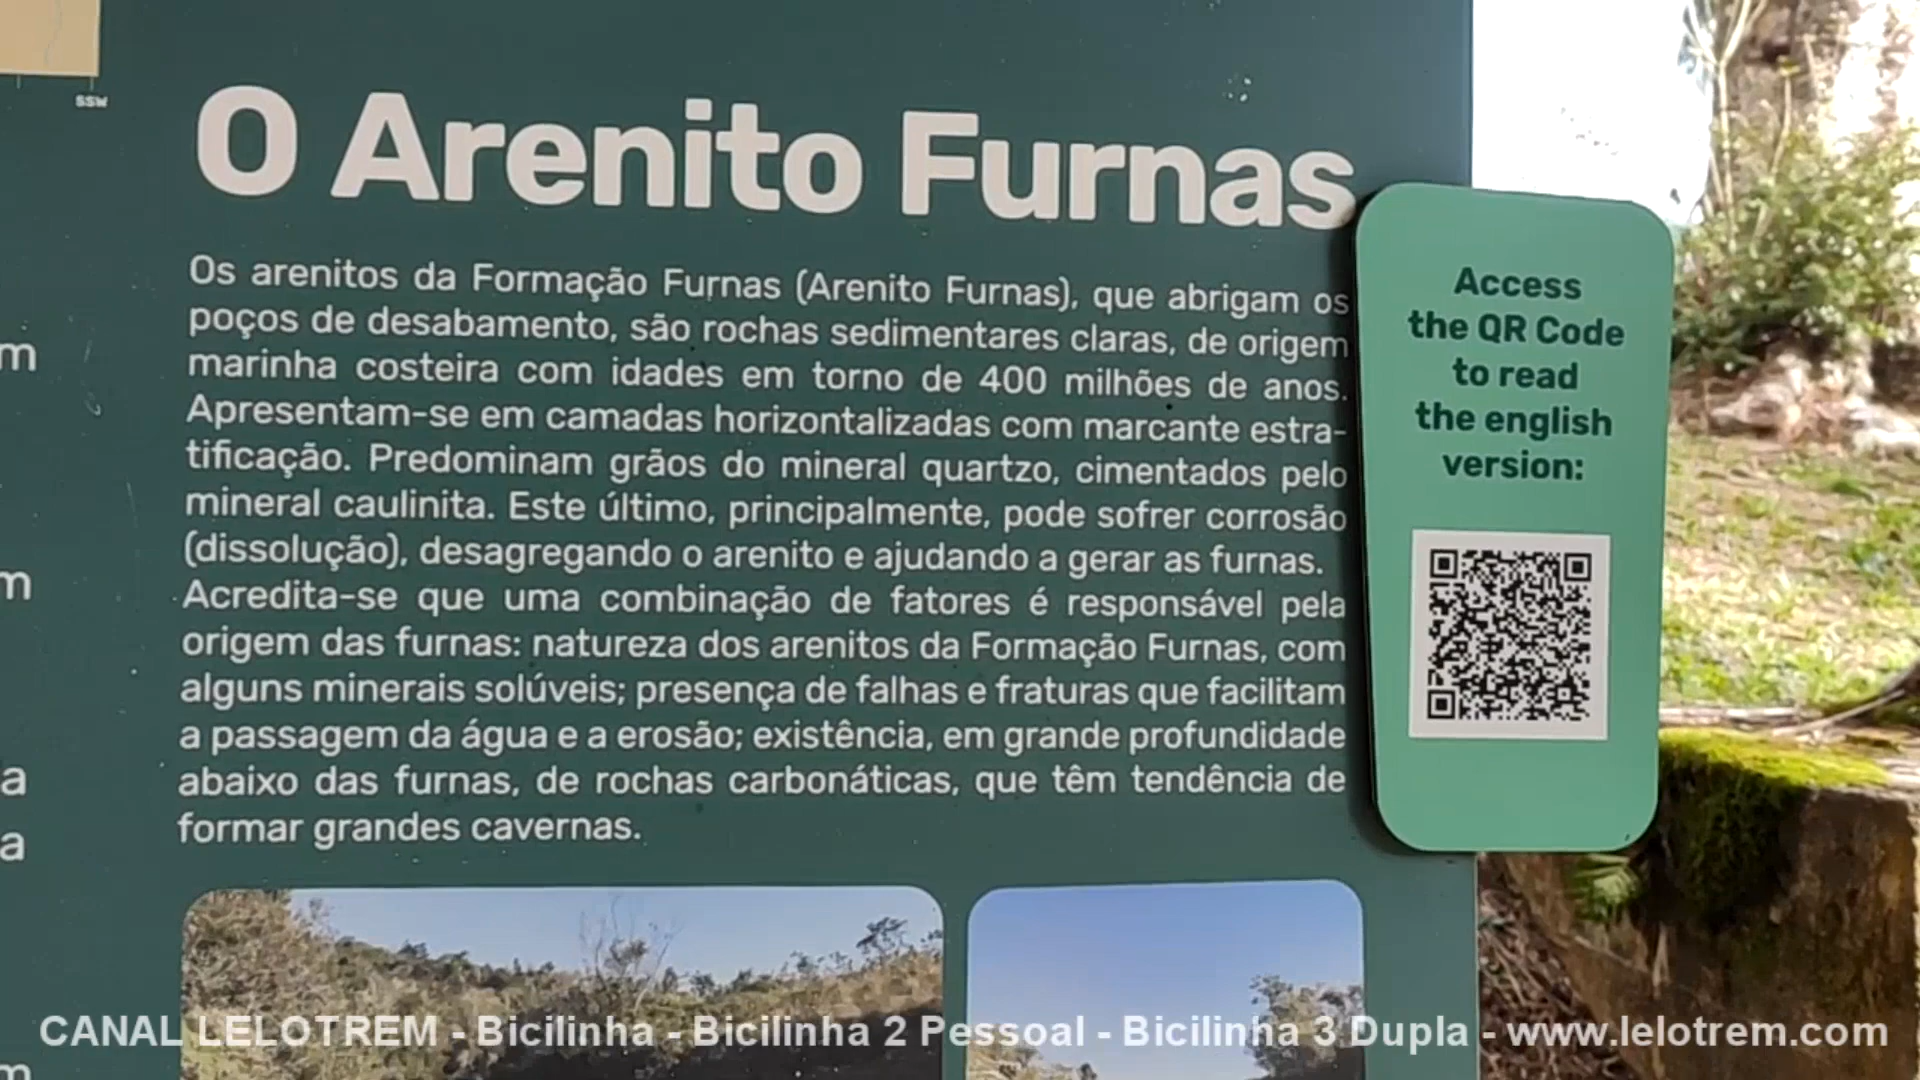 SSW
O Arenito Furnas
Os arenitos da Formação Furnas (Arenito Furnas), que abrigam os
poços de desabamento, são rochas sedimentares claras, de origem
marinha costeira com idades em torno de 400 milhões de anos.
Apresentam-se em camadas horizontalizadas com marcante estra-
tificação. Predominam grãos do mineral quartzo, cimentados pelo
mineral caulinita. Este último, principalmente, pode sofrer corrosão
(dissolução), desagregando o arenito e ajudando a gerar as furnas.
Acredita-se que uma combinação de fatores é responsável pela
origem das furnas: natureza dos arenitos da Formação Furnas, com
alguns minerais solúveis; presença de falhas e fraturas que facilitam
a passagem da água e a erosão; existência, em grande profundidade
abaixo das furnas, de rochas carbonáticas, que têm tendência de
formar grandes cavernas.
Access
the QR Code
to read
the english
version:
CANAL LELOTREM - Bicilinha - Bicilinha 2 Pessoal - Bicilinha 3 Dupla - www.lelotrem.com